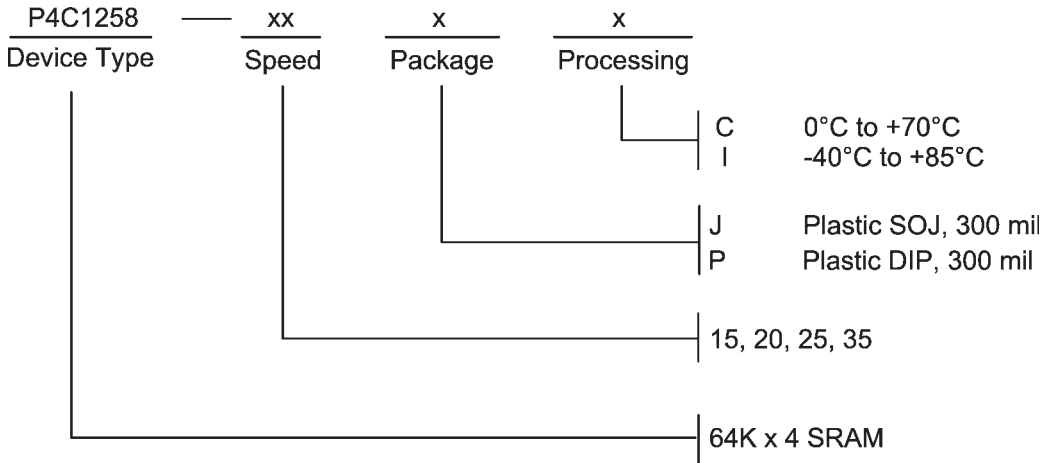 P4C1258 — xx x x
Device Type Speed Package Processing
C 0°C to +70°C
I -40°C to +85°C
J Plastic SOJ, 300 mil
P Plastic DIP, 300 mil
15, 20, 25, 35
64K x 4 SRAM